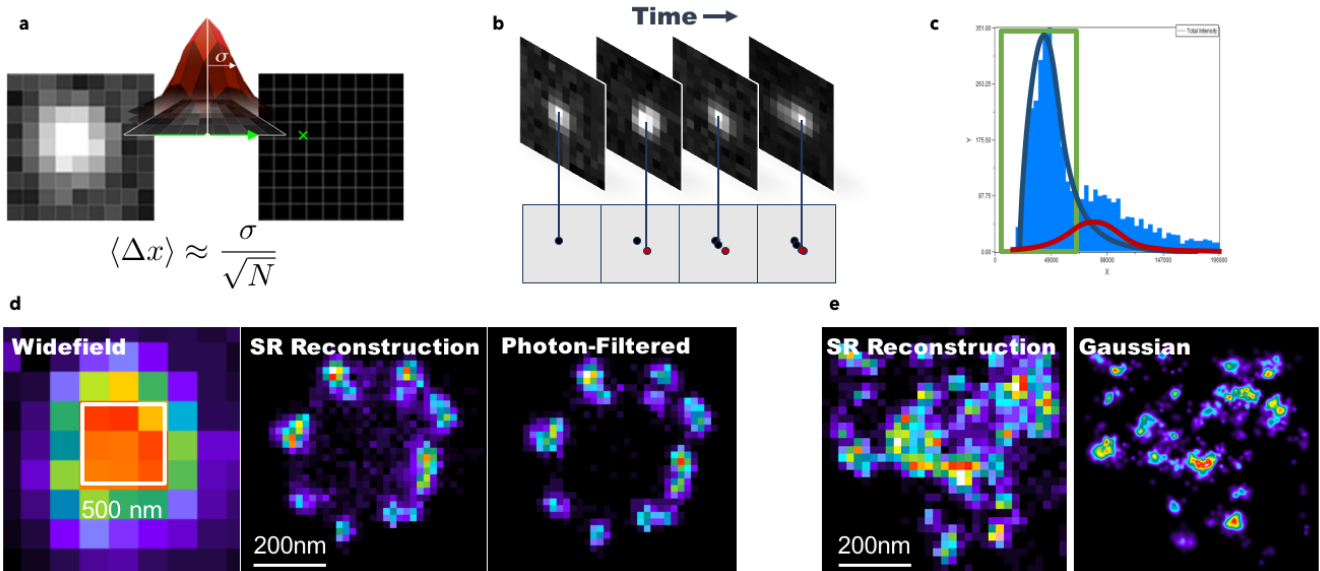 a
σ
⟨Δx⟩ ≈ σ/√N
b
Time →
c
Total Intensity
351.00
263.25
175.50
87.75
0.00
Y
0
49000
98000
147000
196000
X
d
Widefield
500 nm
SR Reconstruction
200nm
Photon-Filtered
e
SR Reconstruction
200nm
Gaussian